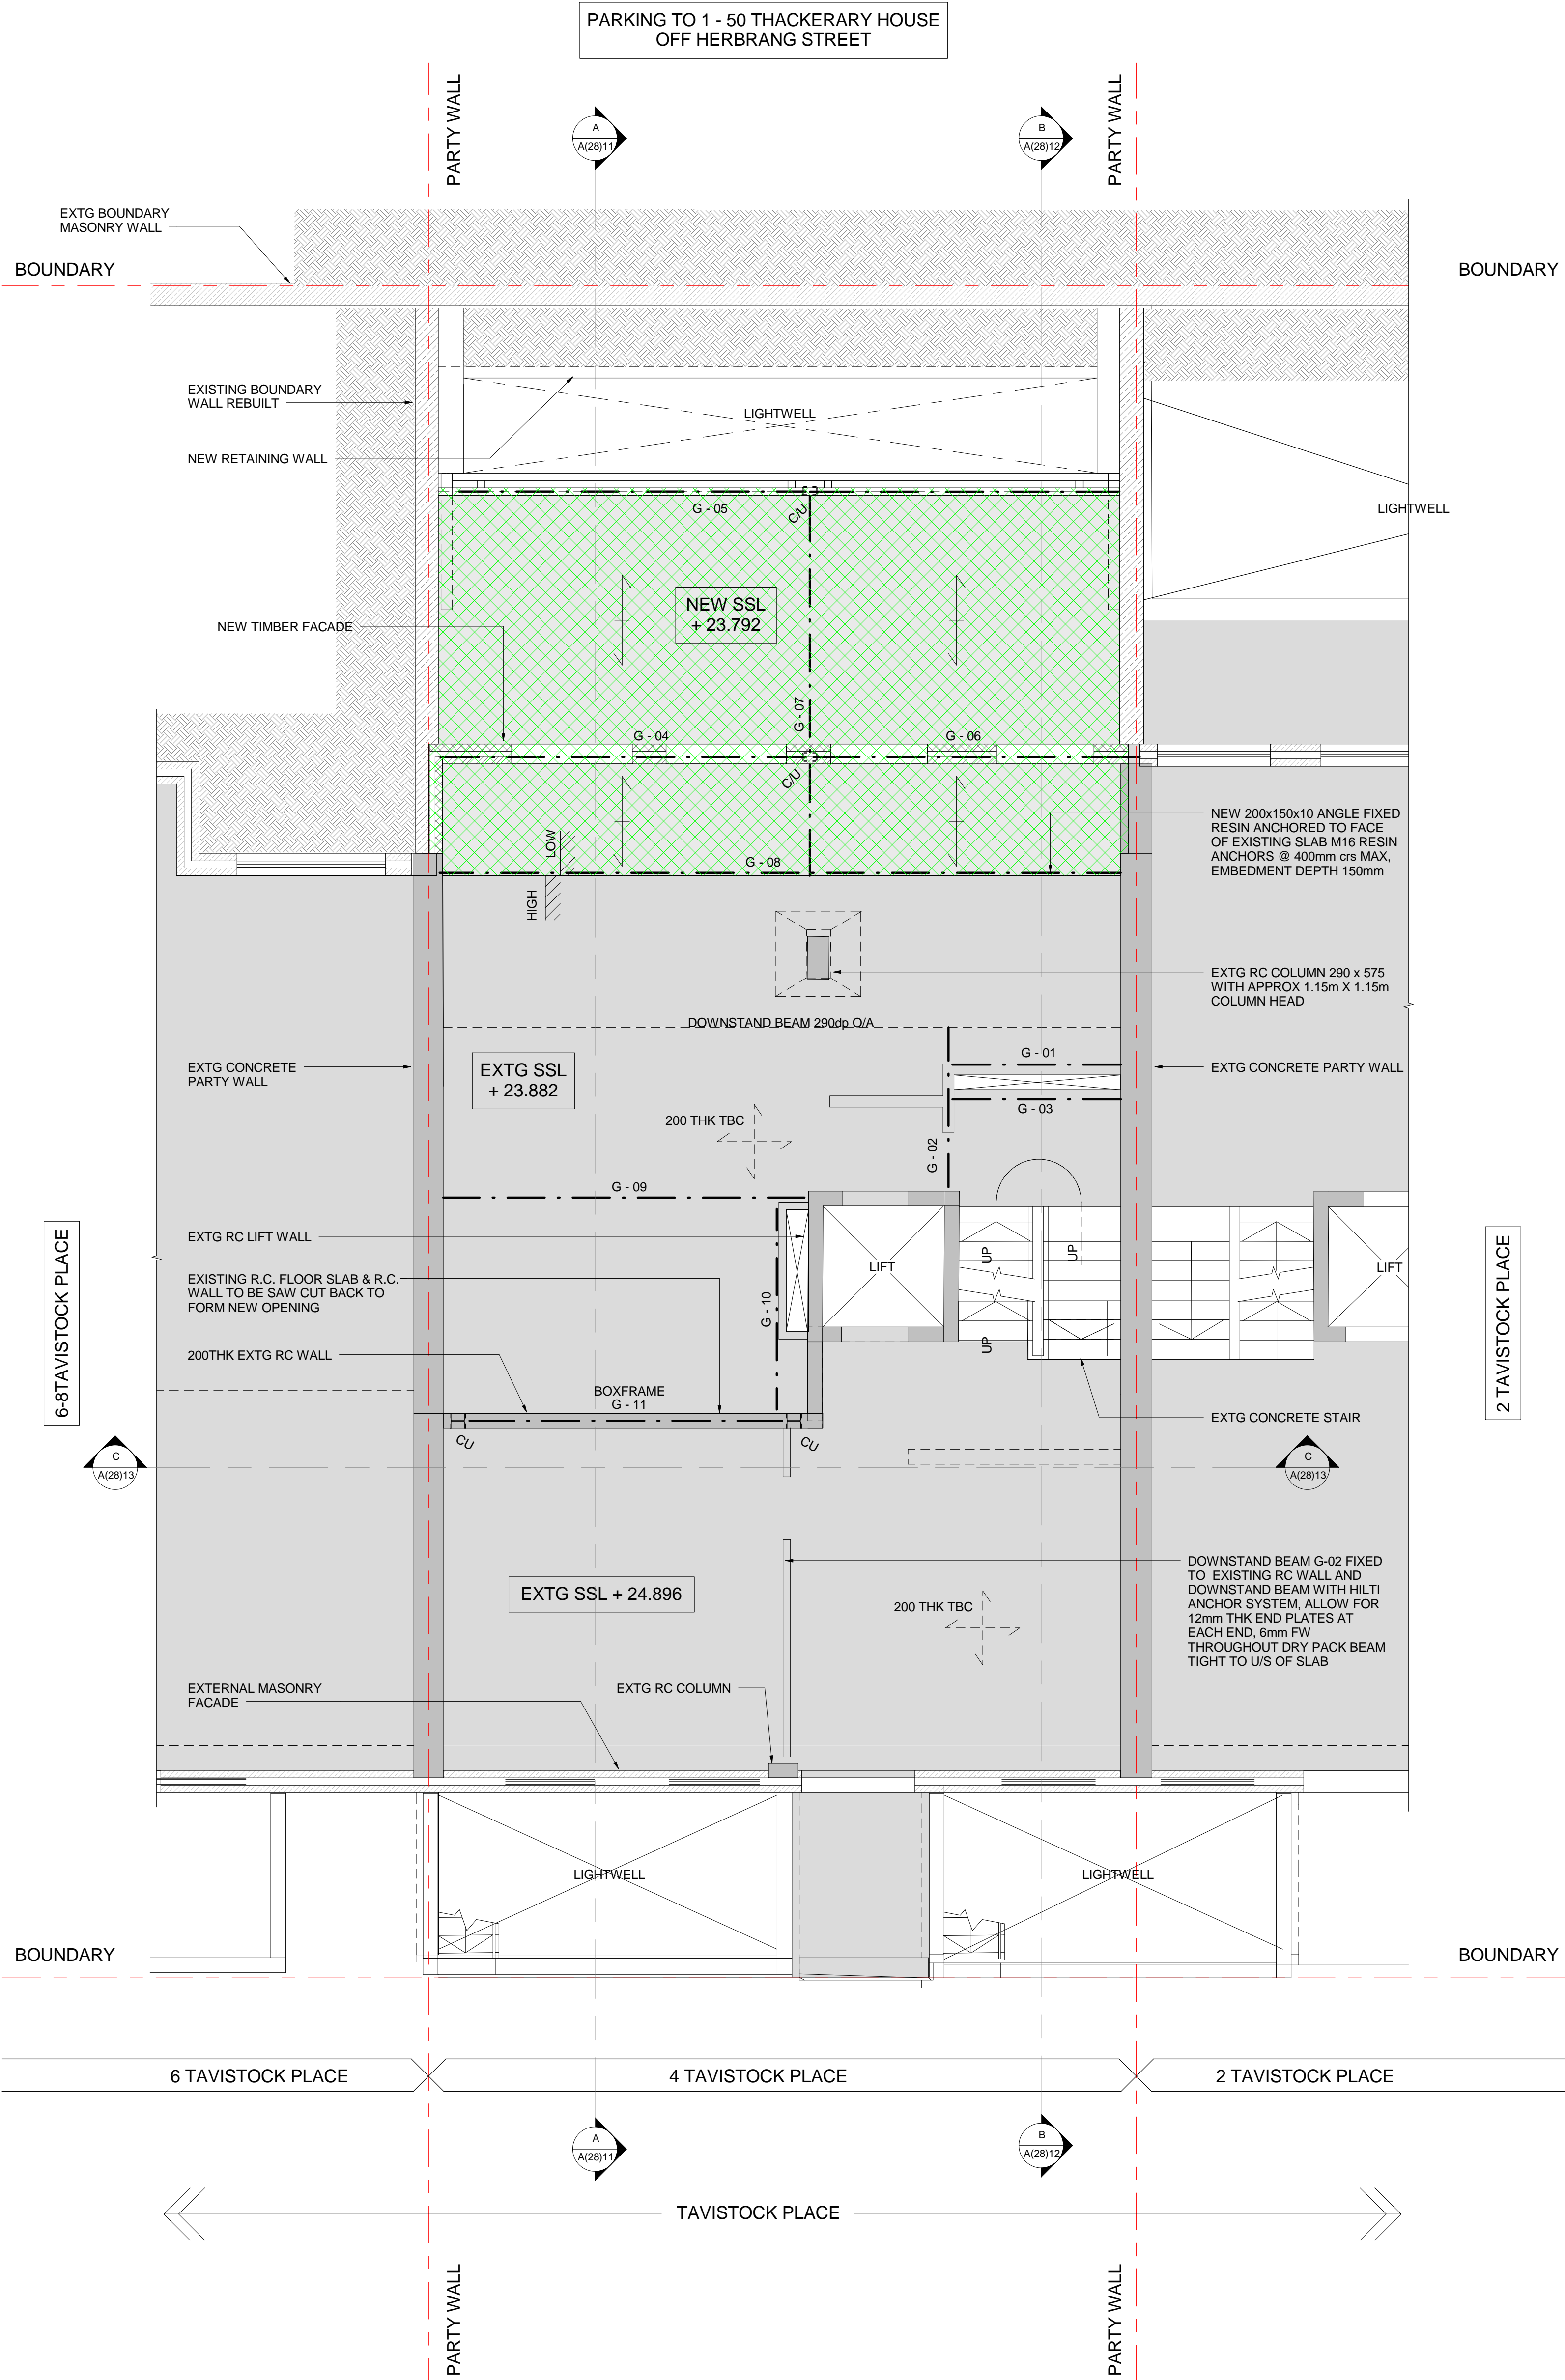 PARKING TO 1 - 50 THACKERARY HOUSE
OFF HERBRANG STREET
PARTY WALL
PARTY WALL
A
A(28)11
B
A(28)12
EXTG BOUNDARY
MASONRY WALL
BOUNDARY
BOUNDARY
EXISTING BOUNDARY
WALL REBUILT
LIGHTWELL
NEW RETAINING WALL
LIGHTWELL
G - 05
C/U
NEW SSL
+ 23.792
NEW TIMBER FACADE
G - 07
G - 04
G - 06
C/U
NEW 200x150x10 ANGLE FIXED
RESIN ANCHORED TO FACE
OF EXISTING SLAB M16 RESIN
ANCHORS @ 400mm crs MAX,
EMBEDMENT DEPTH 150mm
LOW
G - 08
HIGH
EXTG RC COLUMN 290 x 575
WITH APPROX 1.15m X 1.15m
COLUMN HEAD
DOWNSTAND BEAM 290dp O/A
G - 01
EXTG CONCRETE
PARTY WALL
EXTG SSL
+ 23.882
EXTG CONCRETE PARTY WALL
G - 03
200 THK TBC
G - 02
G - 09
EXTG RC LIFT WALL
LIFT
UP
UP
LIFT
6-8TAVISTOCK PLACE
2 TAVISTOCK PLACE
EXISTING R.C. FLOOR SLAB & R.C.
WALL TO BE SAW CUT BACK TO
FORM NEW OPENING
G - 10
UP
200THK EXTG RC WALL
BOXFRAME
G - 11
EXTG CONCRETE STAIR
CU
CU
C
A(28)13
C
A(28)13
DOWNSTAND BEAM G-02 FIXED
TO EXISTING RC WALL AND
DOWNSTAND BEAM WITH HILTI
ANCHOR SYSTEM, ALLOW FOR
12mm THK END PLATES AT
EACH END, 6mm FW
THROUGHOUT DRY PACK BEAM
TIGHT TO U/S OF SLAB
EXTG SSL + 24.896
200 THK TBC
EXTERNAL MASONRY
FACADE
EXTG RC COLUMN
LIGHTWELL
LIGHTWELL
BOUNDARY
BOUNDARY
6 TAVISTOCK PLACE
4 TAVISTOCK PLACE
2 TAVISTOCK PLACE
A
A(28)11
B
A(28)12
TAVISTOCK PLACE
PARTY WALL
PARTY WALL